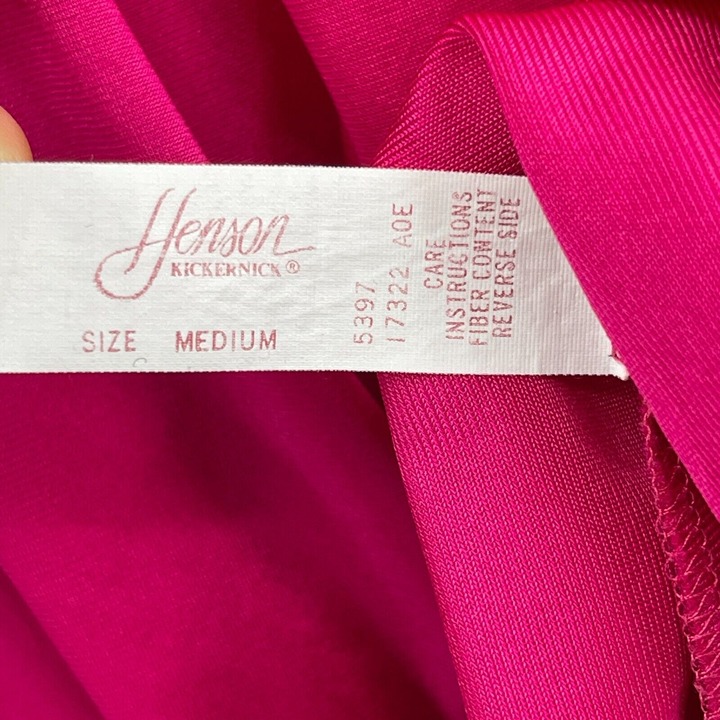 Henson
KICKERNICK®
SIZE MEDIUM
5397
17322 AOE
CARE
INSTRUCTIONS
FIBER CONTENT
REVERSE SIDE